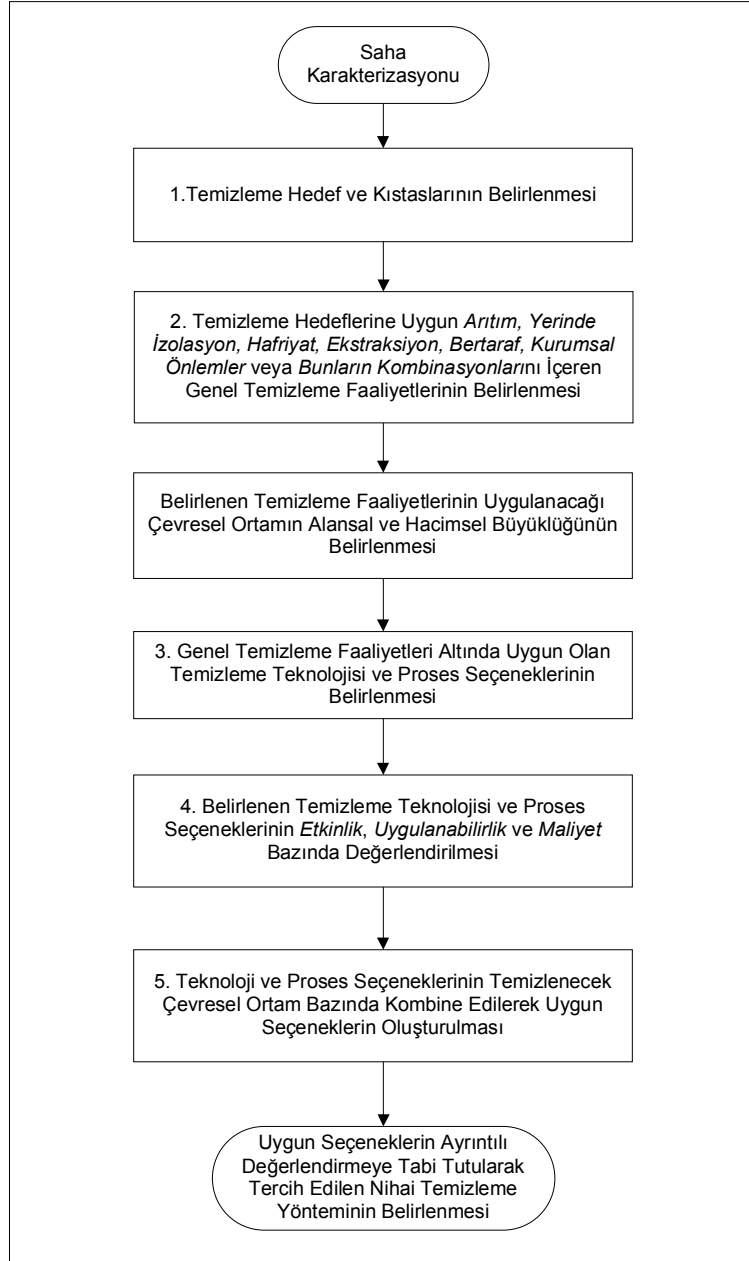 Saha
Karakterizasyonu
1.Temizleme Hedef ve Kıstaslarının Belirlenmesi
2. Temizleme Hedeflerine Uygun Arıtım, Yerinde
İzolasyon, Hafriyat, Ekstraksiyon, Bertaraf, Kurumsal
Önlemler veya Bunların Kombinasyonlarını İçeren
Genel Temizleme Faaliyetlerinin Belirlenmesi
Belirlenen Temizleme Faaliyetlerinin Uygulanacağı
Çevresel Ortamın Alansal ve Hacimsel Büyüklüğünün
Belirlenmesi
3. Genel Temizleme Faaliyetleri Altında Uygun Olan
Temizleme Teknolojisi ve Proses Seçeneklerinin
Belirlenmesi
4. Belirlenen Temizleme Teknolojisi ve Proses
Seçeneklerinin Etkinlik, Uygulanabilirlik ve Maliyet
Bazında Değerlendirilmesi
5. Teknoloji ve Proses Seçeneklerinin Temizlenecek
Çevresel Ortam Bazında Kombine Edilerek Uygun
Seçeneklerin Oluşturulması
Uygun Seçeneklerin Ayrıntılı
Değerlendirmeye Tabi Tutularak
Tercih Edilen Nihai Temizleme
Yönteminin Belirlenmesi